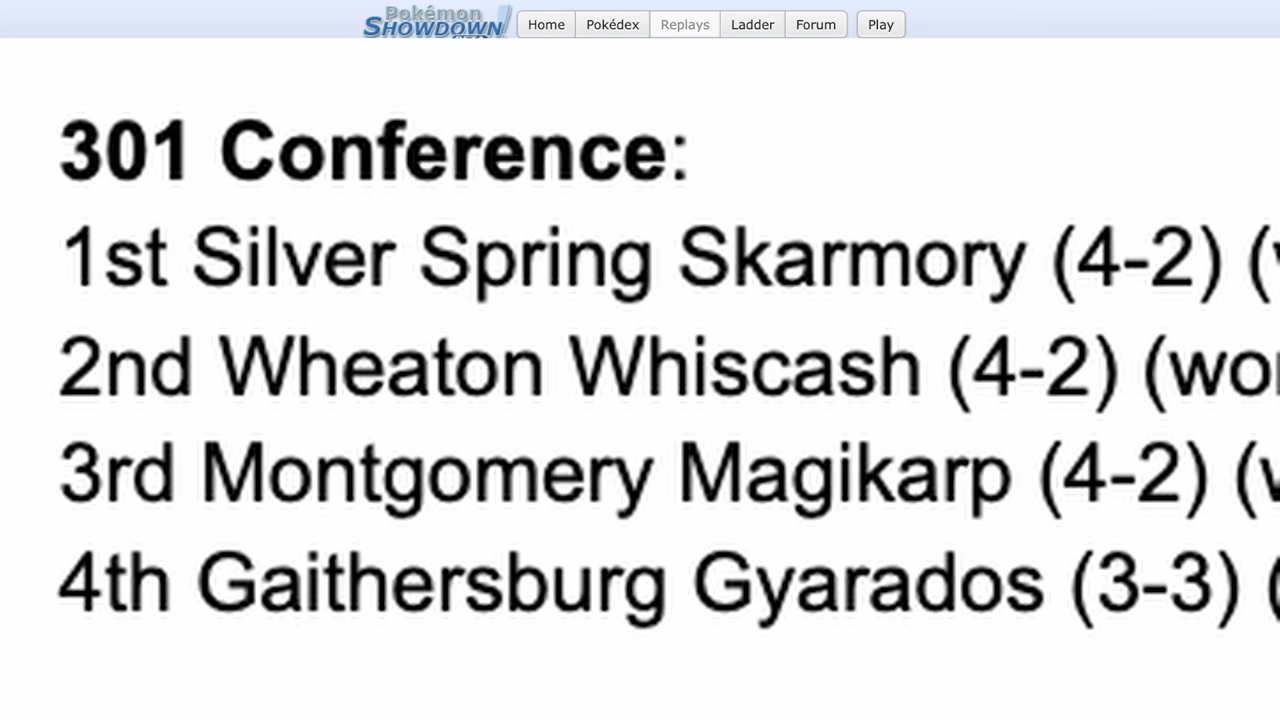 Pokémon
SHOWDOWN! Home Pokédex Replays Ladder Forum Play
301 Conference:
1st Silver Spring Skarmory (4-2) (
2nd Wheaton Whiscash (4-2) (
3rd Montgomery Magikarp (4-2) (
4th Gaithersburg Gyarados (3-3) (